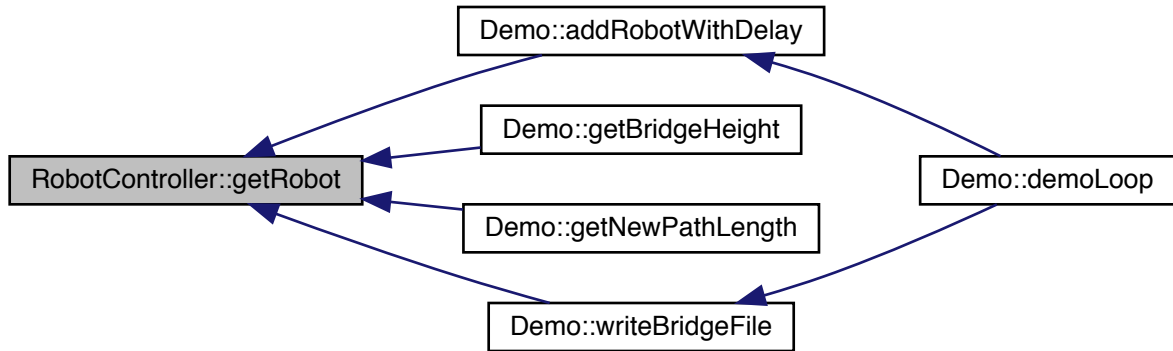 Demo::addRobotWithDelay
Demo::getBridgeHeight
RobotController::getRobot
Demo::demoLoop
Demo::getNewPathLength
Demo::writeBridgeFile